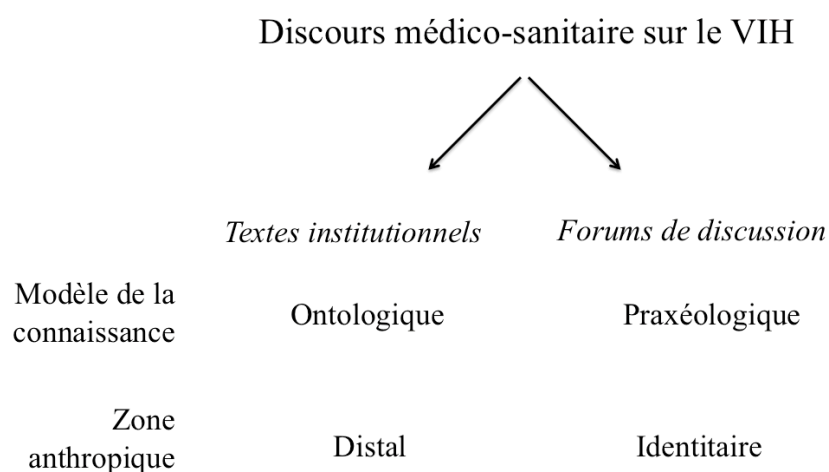 Discours médico-sanitaire sur le VIH
Textes institutionnels Forums de discussion
Modèle de la
connaissance
Ontologique Praxéologique
Zone
anthropique
Distal Identitaire